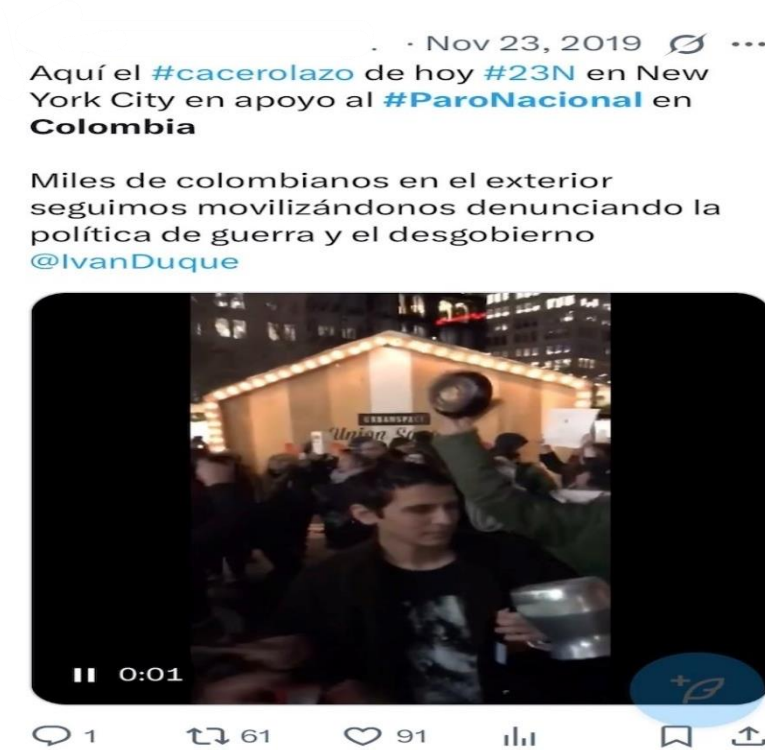 · Nov 23, 2019
Aquí el #cacerolazo de hoy #23N en New
York City en apoyo al #ParoNacional en
Colombia
Miles de colombianos en el exterior
seguimos movilizándonos denunciando la
política de guerra y el desgobierno
@IvanDuque
URBANSPACE
Union
0:01
1 61 91